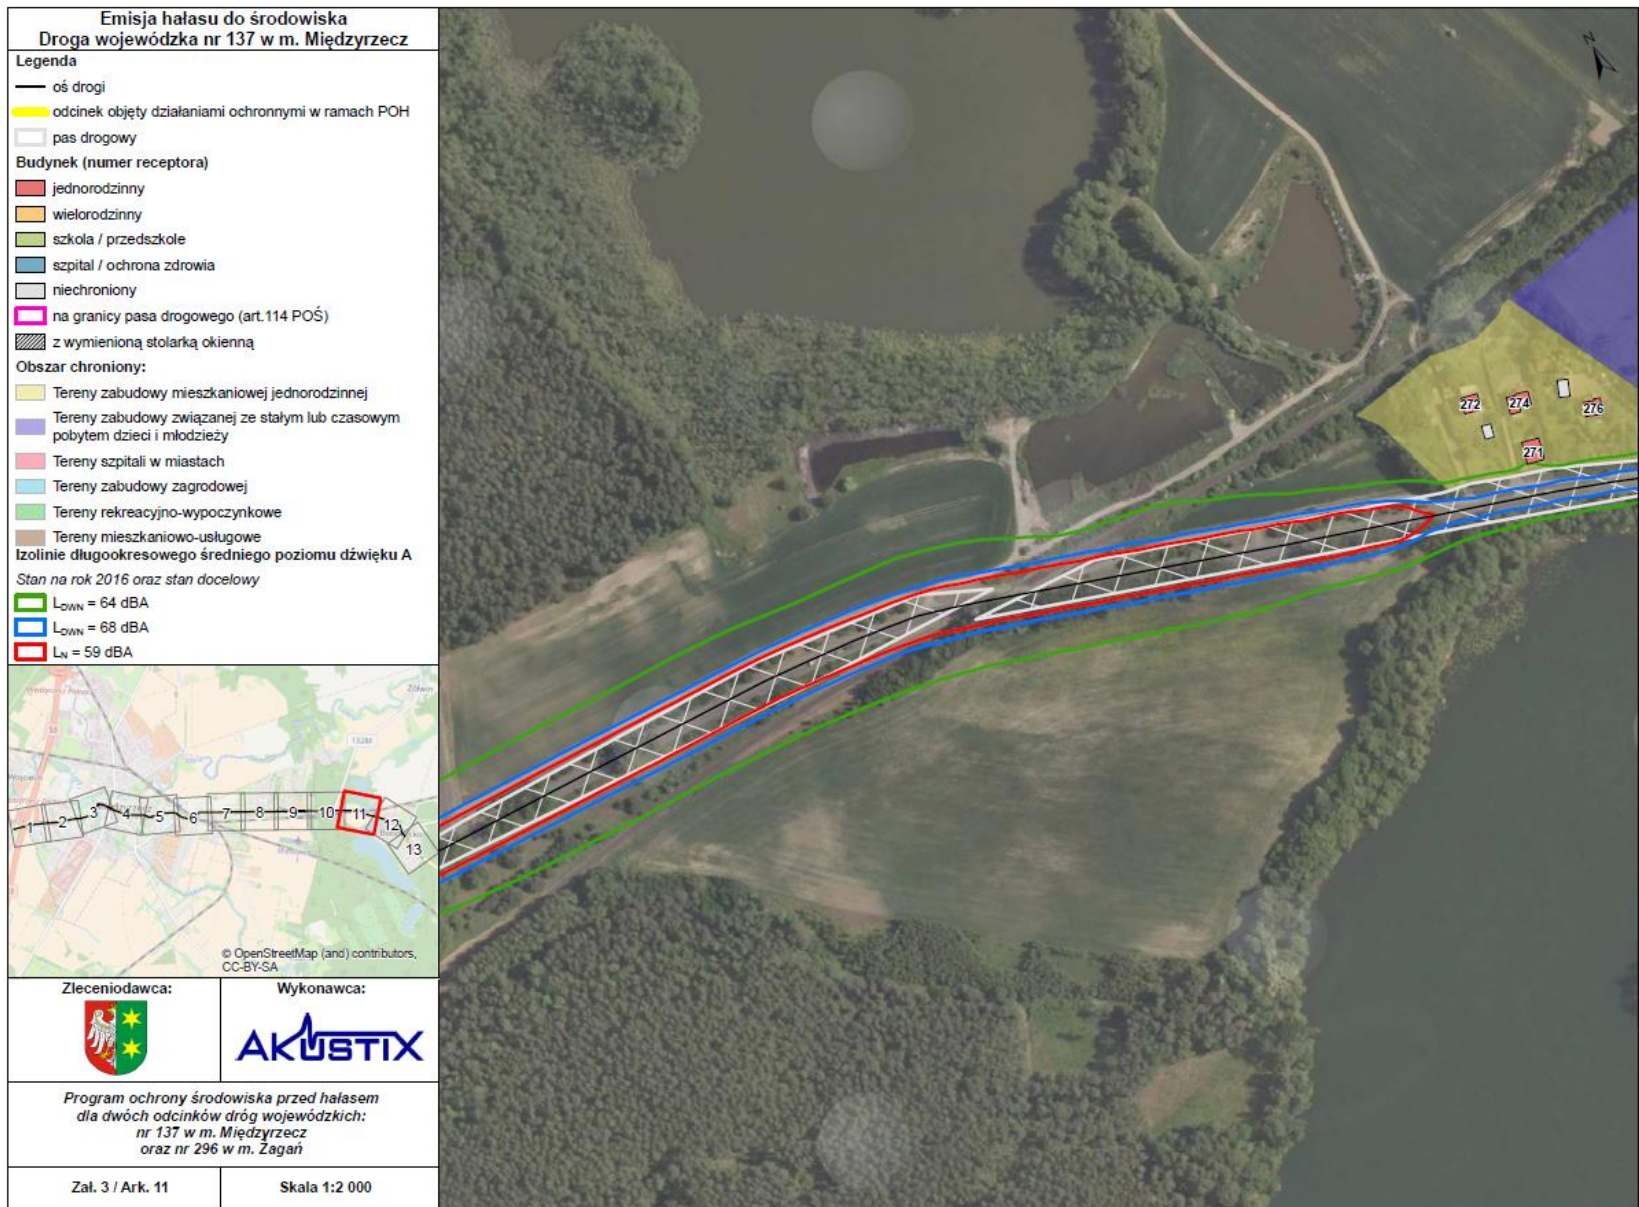 Emisja hałasu do środowiska
Droga wojewódzka nr 137 w m. Międzyrzecz
Legenda
oś drogi
odcinek objęty działaniami ochronnymi w ramach POH
pas drogowy
Budynek (numer receptora)
jednorodzinny
wielorodzinny
szkoła / przedszkole
szpital / ochrona zdrowia
niechroniony
na granicy pasa drogowego (art.114 POŚ)
z wymienioną stolarką okienną
Obszar chroniony:
Tereny zabudowy mieszkaniowej jednorodzinnej
Tereny zabudowy związanej ze stałym lub czasowym
pobytem dzieci i młodzieży
Tereny szpitali w miastach
Tereny zabudowy zagrodowej
Tereny rekreacyjno-wypoczynkowe
Tereny mieszkaniowo-usługowe
Izolinie długookresowego średniego poziomu dźwięku A
Stan na rok 2016 oraz stan docelowy
LDWN = 64 dBA
LDWN = 68 dBA
LN = 59 dBA
Żółwin
1328F
1
2
3
4
5
6
7
8
9
10
11
12
13
© OpenStreetMap (and) contributors,
CC-BY-SA
Zleceniodawca:
Wykonawca:
AKUSTIX
Program ochrony środowiska przed hałasem
dla dwóch odcinków dróg wojewódzkich:
nr 137 w m. Międzyrzecz
oraz nr 296 w m. Żagań
Zał. 3 / Ark. 11
Skala 1:2 000
N
272
274
276
271